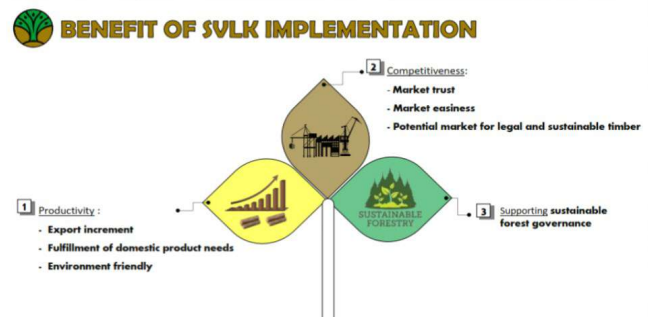 BENEFIT OF SVLK IMPLEMENTATION
2 Competitiveness:
- Market trust
- Market easiness
- Potential market for legal and sustainable timber
1 Productivity :
- Export increment
- Fulfillment of domestic product needs
- Environment friendly
SUSTAINABLE
FORESTRY
3 Supporting sustainable
forest governance